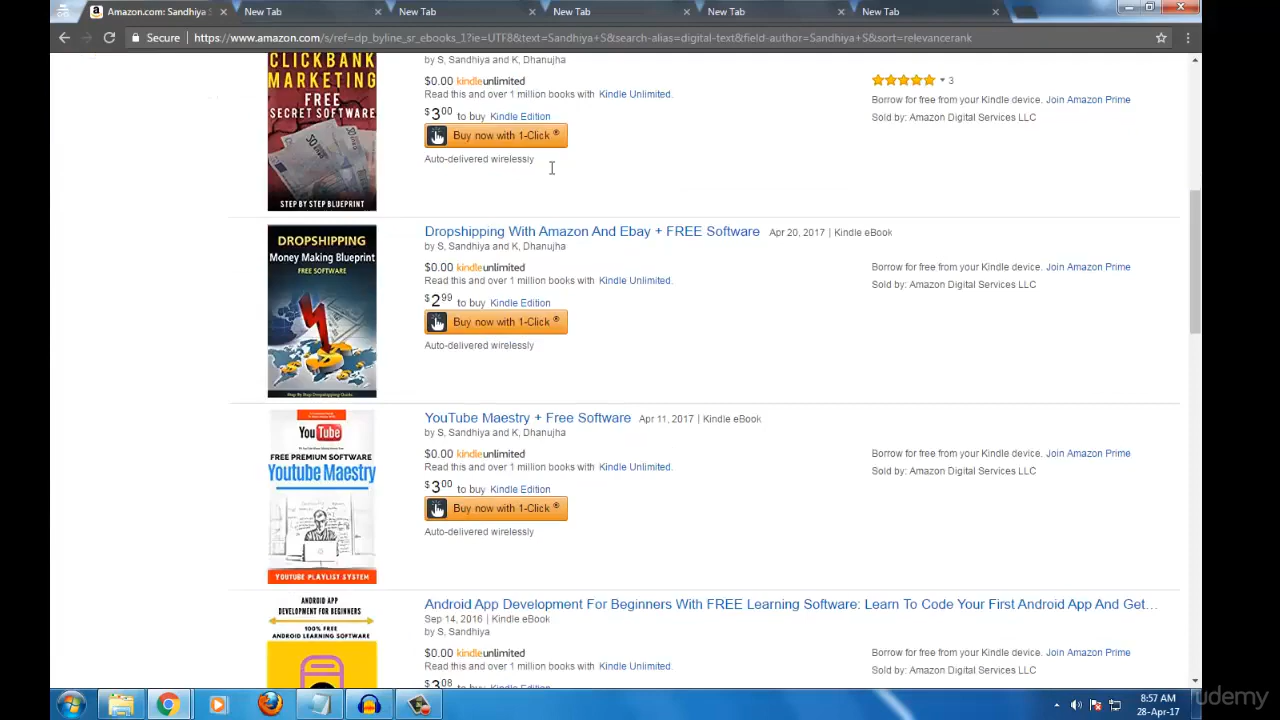 Amazon.com: Sandhiya S
New Tab
New Tab
New Tab
New Tab
New Tab
Secure
https://www.amazon.com/s/ref=dp_byline_sr_ebooks_1?ie=UTF8&text=Sandhiya+S&search-alias=digital-text&field-author=Sandhiya+S&sort=relevancerank
CLICKBANK
MARKETING
FREE
SECRET SOFTWARE
STEP BY STEP BLUEPRINT
by S, Sandhiya and K, Dhanujha
$0.00 kindleunlimited
Read this and over 1 million books with Kindle Unlimited.
$3 00 to buy Kindle Edition
Buy now with 1-Click ®
Auto-delivered wirelessly
3
Borrow for free from your Kindle device. Join Amazon Prime
Sold by: Amazon Digital Services LLC
DROPSHIPPING
Money Making Blueprint
FREE SOFTWARE
Step By Step Dropshipping Guide
Dropshipping With Amazon And Ebay + FREE Software Apr 20, 2017 | Kindle eBook
by S, Sandhiya and K, Dhanujha
$0.00 kindleunlimited
Read this and over 1 million books with Kindle Unlimited.
$2 99 to buy Kindle Edition
Buy now with 1-Click ®
Auto-delivered wirelessly
Borrow for free from your Kindle device. Join Amazon Prime
Sold by: Amazon Digital Services LLC
YouTube
FREE PREMIUM SOFTWARE
Youtube Maestry
YOUTUBE PLAYLIST SYSTEM
YouTube Maestry + Free Software Apr 11, 2017 | Kindle eBook
by S, Sandhiya and K, Dhanujha
$0.00 kindleunlimited
Read this and over 1 million books with Kindle Unlimited.
$3 00 to buy Kindle Edition
Buy now with 1-Click ®
Auto-delivered wirelessly
Borrow for free from your Kindle device. Join Amazon Prime
Sold by: Amazon Digital Services LLC
ANDROID APP
DEVELOPMENT FOR BEGINNERS
100% FREE
ANDROID LEARNING SOFTWARE
Android App Development For Beginners With FREE Learning Software: Learn To Code Your First Android App And Get…
Sep 14, 2016 | Kindle eBook
by S, Sandhiya
$0.00 kindleunlimited
Read this and over 1 million books with Kindle Unlimited.
$3 08 to buy Kindle Edition
Borrow for free from your Kindle device. Join Amazon Prime
Sold by: Amazon Digital Services LLC
8:57 AM
28-Apr-17
udemy